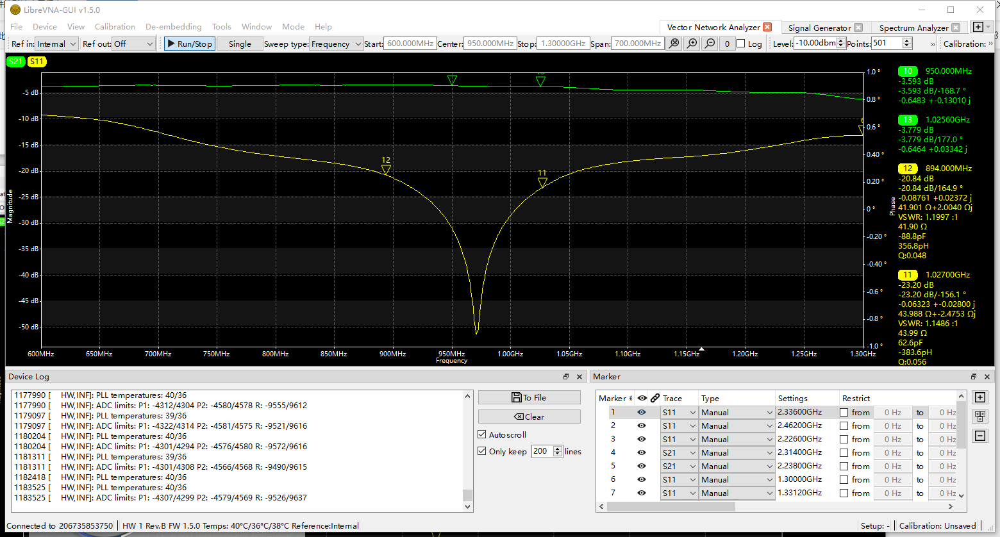 LibreVNA-GUI v1.5.0
File Device View Calibration De-embedding Tools Window Mode Help
Vector Network Analyzer Signal Generator Spectrum Analyzer
Ref in: Internal Ref out: Off Run/Stop Single Sweep type: Frequency Start: 600.000MHz Center: 950.000MHz Stop: 1.30000GHz Span: 700.000MHz 0 Log Level: -10.00dbm Points: 501 » Calibration: »
S21 S11
-5 dB
-10 dB
-15 dB
-20 dB
-25 dB
-30 dB
-35 dB
-40 dB
-45 dB
-50 dB
Magnitude
12
11
1.0 °
0.8 °
0.6 °
0.40 °
0.20 °
0 °
-0.20 °
-0.40 °
-0.6 °
-0.8 °
-1.0 °
Phase
600MHz 650MHz 700MHz 750MHz 800MHz 850MHz 900MHz 950MHz 1.00GHz 1.05GHz 1.10GHz 1.15GHz 1.20GHz 1.25GHz 1.30GHz
Frequency
10 950.000MHz
-3.593 dB
-3.593 dB/-168.7 °
-0.6483 +-0.13010 j
13 1.02560GHz
-3.779 dB
-3.779 dB/177.0 °
-0.6464 +0.03342 j
12 894.000MHz
-20.84 dB
-20.84 dB/164.9 °
-0.08761 +0.02372 j
41.901 Ω+2.0040 Ωj
VSWR: 1.1997 :1
41.90 Ω
-88.8pF
356.8pH
Q:0.048
11 1.02700GHz
-23.20 dB
-23.20 dB/-156.1 °
-0.06323 +-0.02800 j
43.988 Ω+-2.4753 Ωj
VSWR: 1.1486 :1
43.99 Ω
62.6pF
-383.6pH
Q:0.056
Device Log
1177990 [ HW,INF]: PLL temperatures: 40/36
1177990 [ HW,INF]: ADC limits: P1: -4312/4304 P2: -4580/4578 R: -9555/9612
1179097 [ HW,INF]: PLL temperatures: 39/36
1179097 [ HW,INF]: ADC limits: P1: -4322/4314 P2: -4581/4575 R: -9521/9616
1180204 [ HW,INF]: PLL temperatures: 40/36
1180204 [ HW,INF]: ADC limits: P1: -4301/4294 P2: -4576/4580 R: -9572/9616
1181311 [ HW,INF]: PLL temperatures: 39/36
1181311 [ HW,INF]: ADC limits: P1: -4301/4308 P2: -4566/4568 R: -9490/9615
1182418 [ HW,INF]: PLL temperatures: 40/36
1183525 [ HW,INF]: PLL temperatures: 40/36
1183525 [ HW,INF]: ADC limits: P1: -4307/4299 P2: -4579/4569 R: -9526/9637
To File
Clear
Autoscroll
Only keep 200 lines
Marker
Marker # Trace Type Settings Restrict
1 S11 Manual 2.33600GHz from 0 Hz to 0 Hz
2 S11 Manual 2.46200GHz from 0 Hz to 0 Hz
3 S11 Manual 2.22600GHz from 0 Hz to 0 Hz
4 S21 Manual 2.31400GHz from 0 Hz to 0 Hz
5 S21 Manual 2.23800GHz from 0 Hz to 0 Hz
6 S11 Manual 1.30000GHz from 0 Hz to 0 Hz
7 S11 Manual 1.33120GHz from 0 Hz to 0 Hz
Connected to 206735853750 HW 1 Rev.B FW 1.5.0 Temps: 40°C/36°C/38°C Reference:Internal Setup: - Calibration: Unsaved